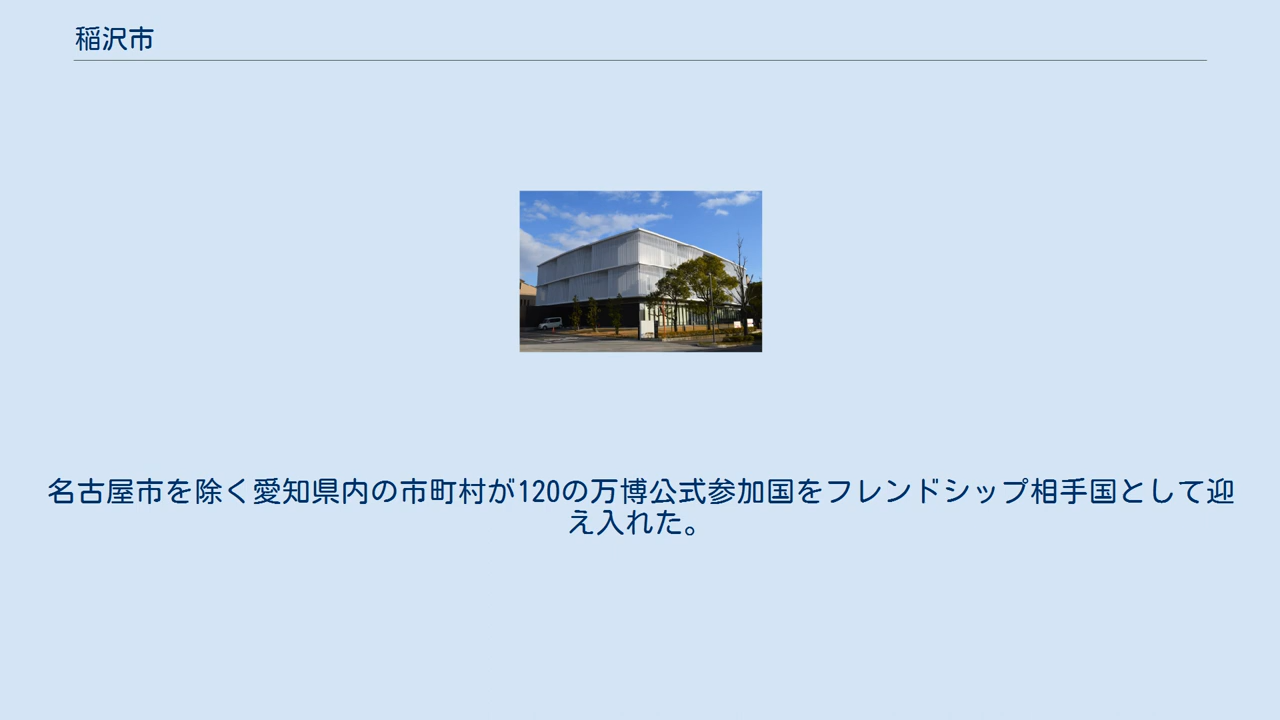 稲沢市
名古屋市を除く愛知県内の市町村が120の万博公式参加国をフレンドシップ相手国として迎
え入れた。